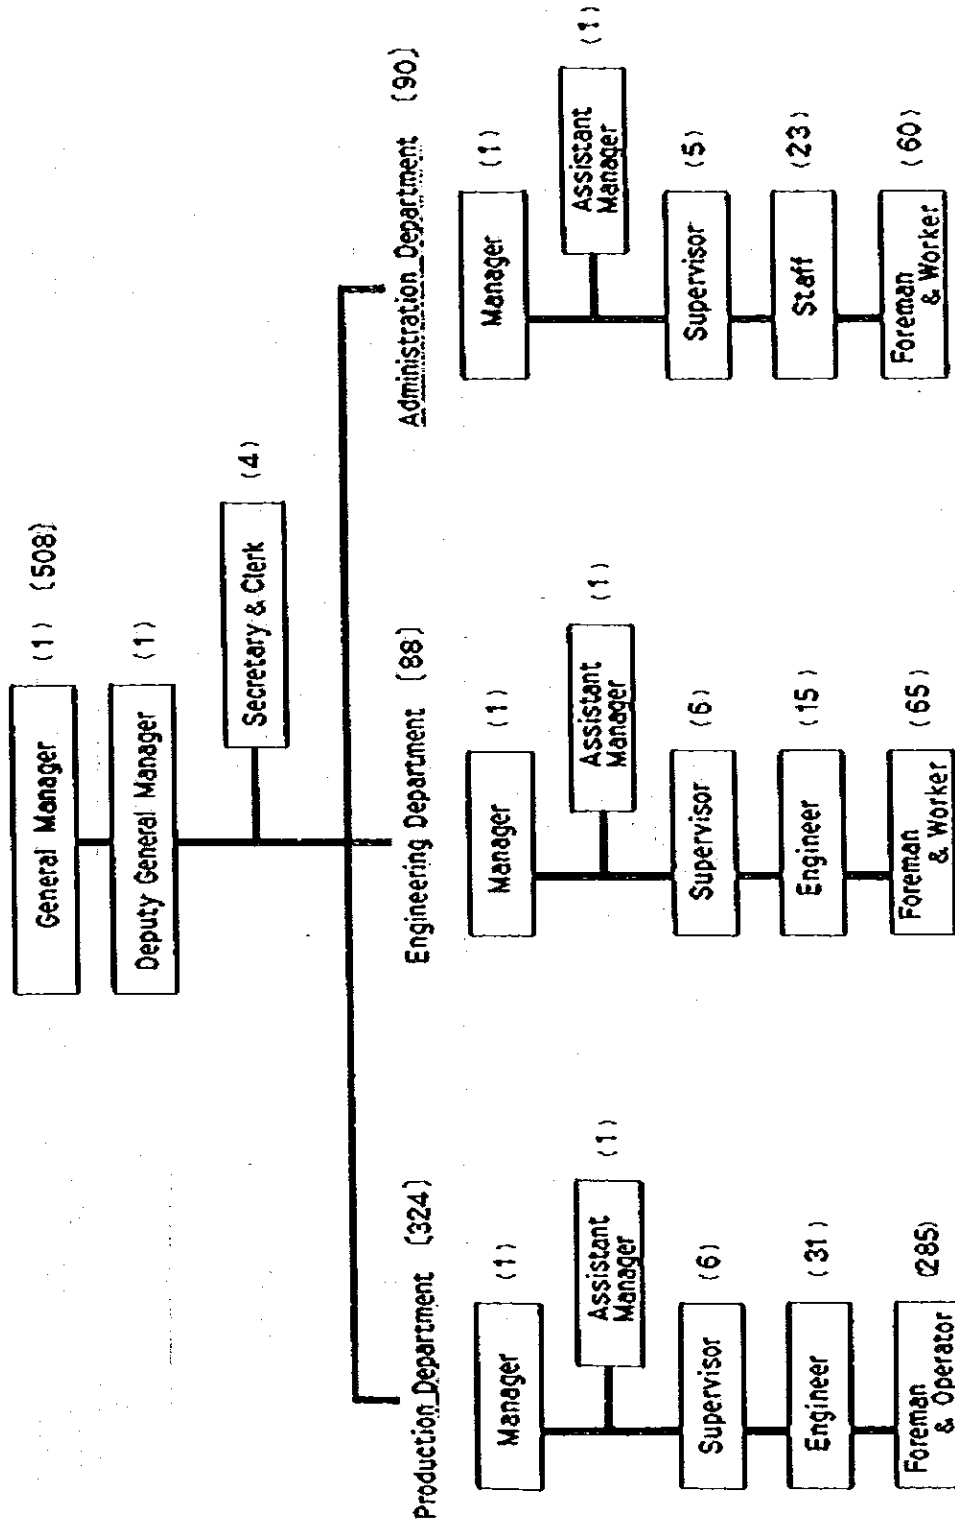 General Manager (1) (508)
Deputy General Manager (1)
Secretary & Clerk (4)
Production Department (324)
Manager (1)
Assistant
Manager (1)
Supervisor (6)
Engineer (31)
Foreman
& Operator (285)
Engineering Department (88)
Manager (1)
Assistant
Manager (1)
Supervisor (6)
Engineer (15)
Foreman
& Worker (65)
Administration Department (90)
Manager (1)
Assistant
Manager (1)
Supervisor (5)
Staff (23)
Foreman
& Worker (60)